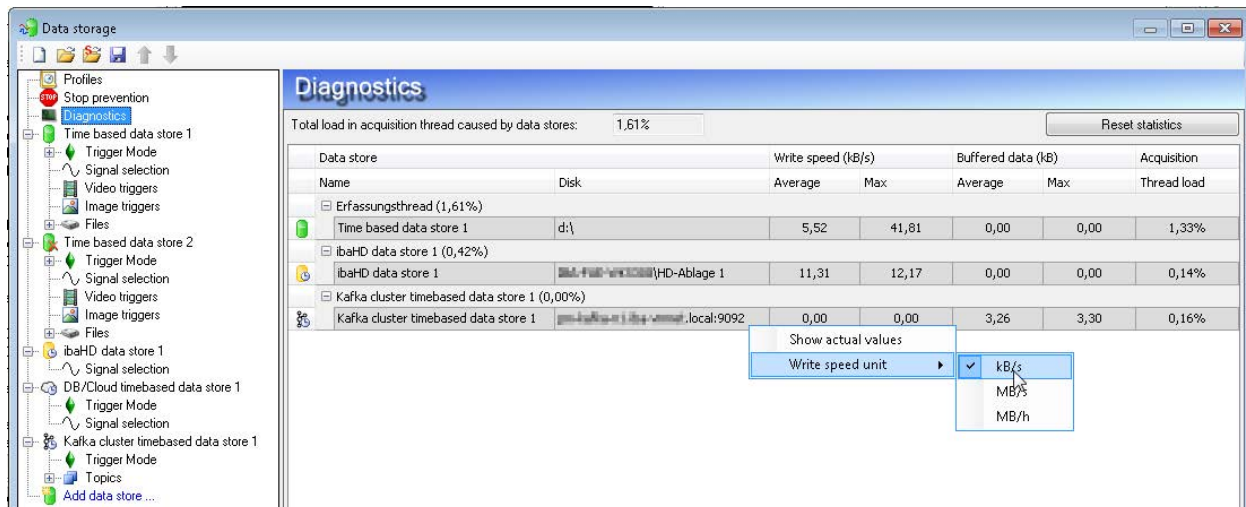 Data storage
Profiles
Stop prevention
STOP
Diagnostics
Time based data store 1
Trigger Mode
Signal selection
Video triggers
Image triggers
Files
Time based data store 2
Trigger Mode
Signal selection
Video triggers
Image triggers
Files
ibaHD data store 1
Signal selection
DB/Cloud timebased data store 1
Trigger Mode
Signal selection
Kafka cluster timebased data store 1
Trigger Mode
Topics
Add data store ...
Diagnostics
Total load in acquisition thread caused by data stores: 1,61% Reset statistics
Data store Write speed (kB/s) Buffered data (kB) Acquisition
Name Disk Average Max Average Max Thread load
Erfassungsthread (1,61%)
Time based data store 1 d:\ 5,52 41,81 0,00 0,00 1,33%
ibaHD data store 1 (0,42%)
ibaHD data store 1 \HD-Ablage 1 11,31 12,17 0,00 0,00 0,14%
Kafka cluster timebased data store 1 (0,00%)
Kafka cluster timebased data store 1 .local:9092 0,00 0,00 3,26 3,30 0,16%
Show actual values
Write speed unit
kB/s
MB/s
MB/h